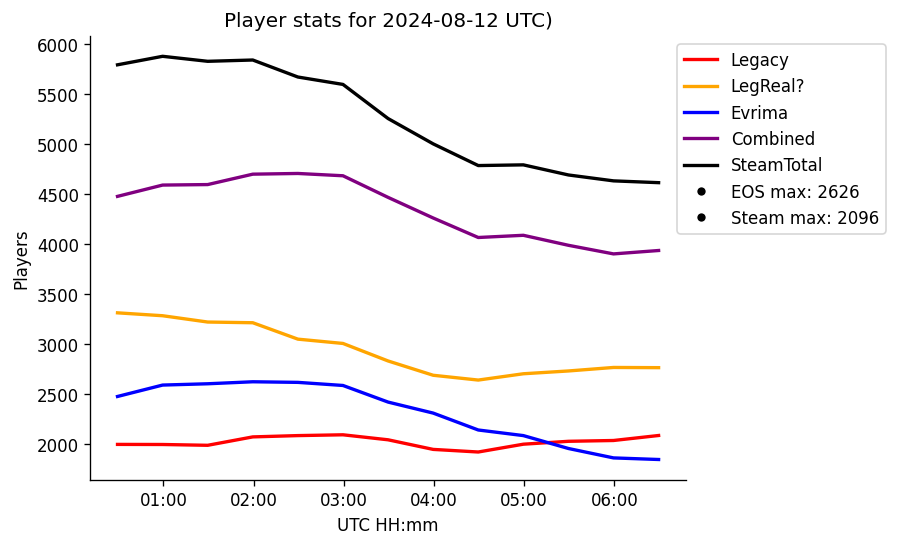 Player stats for 2024-08-12 UTC)
6000
5500
5000
4500
4000
3500
3000
2500
2000
Players
01:00 02:00 03:00 04:00 05:00 06:00
UTC HH:mm
Legacy
LegReal?
Evrima
Combined
SteamTotal
EOS max: 2626
Steam max: 2096